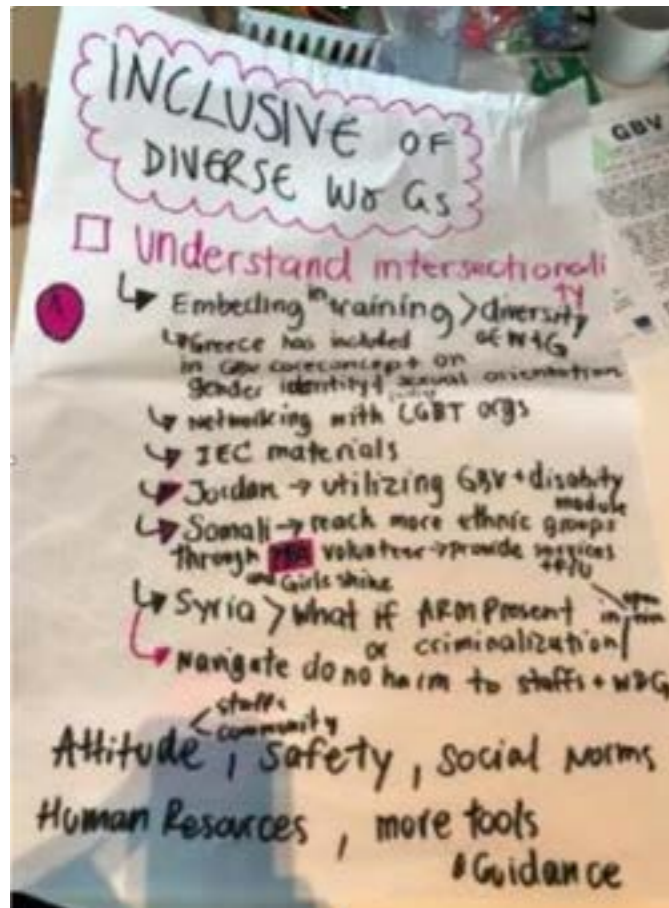 INCLUSIVE OF
DIVERSE W& Gs
□ Understand intersectionali
TY
↳ Embeding in training > diversity
of W+G
↳ Greece has included
in GBV core concept on
gender identity + sexual orientation
↳ Networking with LGBT orgs
↳ IEC materials
↳ Jordan → utilizing GBV + disability
module
↳ Somali → reach more ethnic groups
through volunteer → provide services
and Girls shine
↳ Syria > What if ARM Present
or criminalization
↳ Navigate do no harm to staffs + W&G
staffs
< community
Attitude, Safety, Social Norms
Human Resources, more tools
& Guidance
GBV